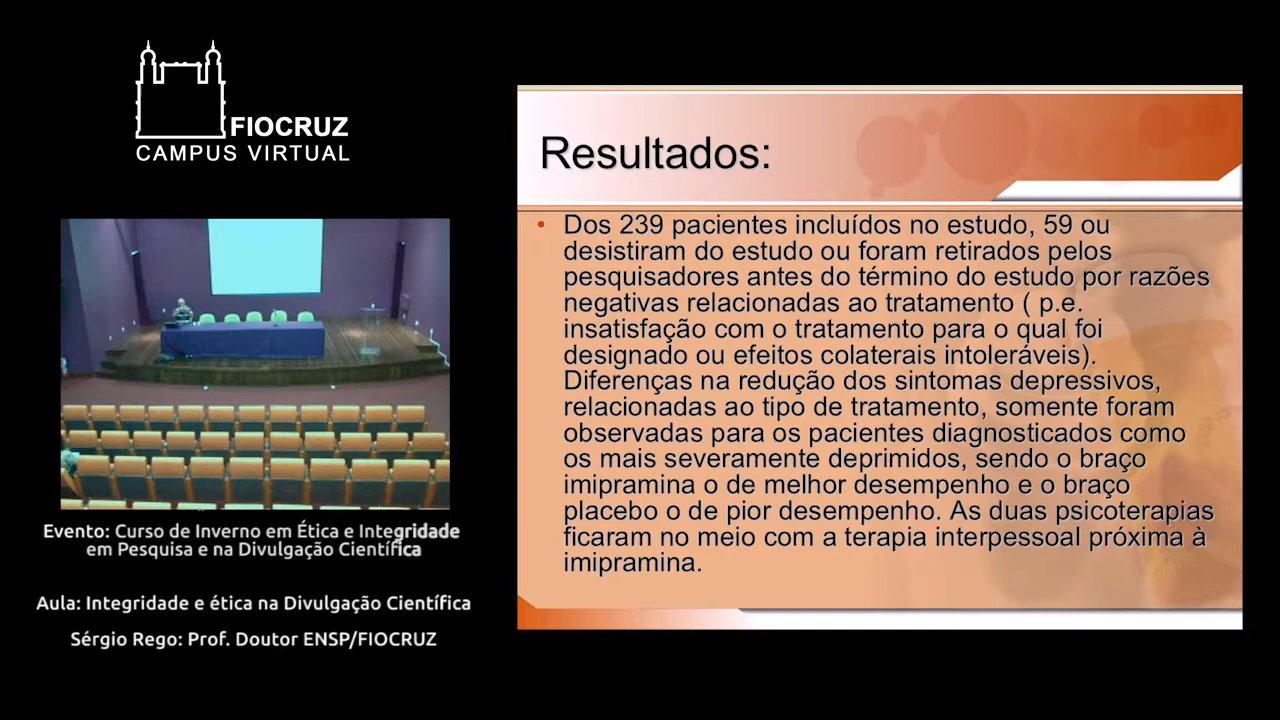 FIOCRUZ
CAMPUS VIRTUAL
Evento: Curso de Inverno em Ética e Integridade
em Pesquisa e na Divulgação Científica
Aula: Integridade e ética na Divulgação Científica
Sérgio Rego: Prof. Doutor ENSP/FIOCRUZ
Resultados:
• Dos 239 pacientes incluídos no estudo, 59 ou
desistiram do estudo ou foram retirados pelos
pesquisadores antes do término do estudo por razões
negativas relacionadas ao tratamento ( p.e.
insatisfação com o tratamento para o qual foi
designado ou efeitos colaterais intoleráveis).
Diferenças na redução dos sintomas depressivos,
relacionadas ao tipo de tratamento, somente foram
observadas para os pacientes diagnosticados como
os mais severamente deprimidos, sendo o braço
imipramina o de melhor desempenho e o braço
placebo o de pior desempenho. As duas psicoterapias
ficaram no meio com a terapia interpessoal próxima à
imipramina.